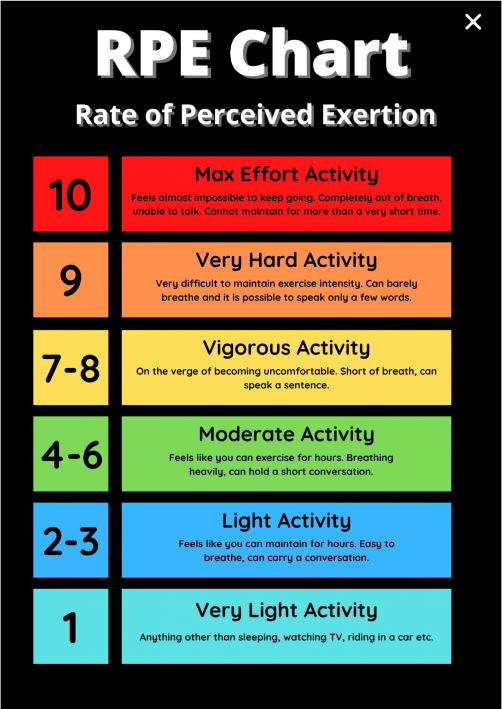 RPE Chart
Rate of Perceived Exertion
10
Max Effort Activity
Feels almost impossible to keep going. Completely out of breath,
unable to talk. Cannot maintain for more than a very short time.
9
Very Hard Activity
Very difficult to maintain exercise intensity. Can barely
breathe and it is possible to speak only a few words.
7-8
Vigorous Activity
On the verge of becoming uncomfortable. Short of breath, can
speak a sentence.
4-6
Moderate Activity
Feels like you can exercise for hours. Breathing
heavily, can hold a short conversation.
2-3
Light Activity
Feels like you can maintain for hours. Easy to
breathe, can carry a conversation.
1
Very Light Activity
Anything other than sleeping, watching TV, riding in a car etc.